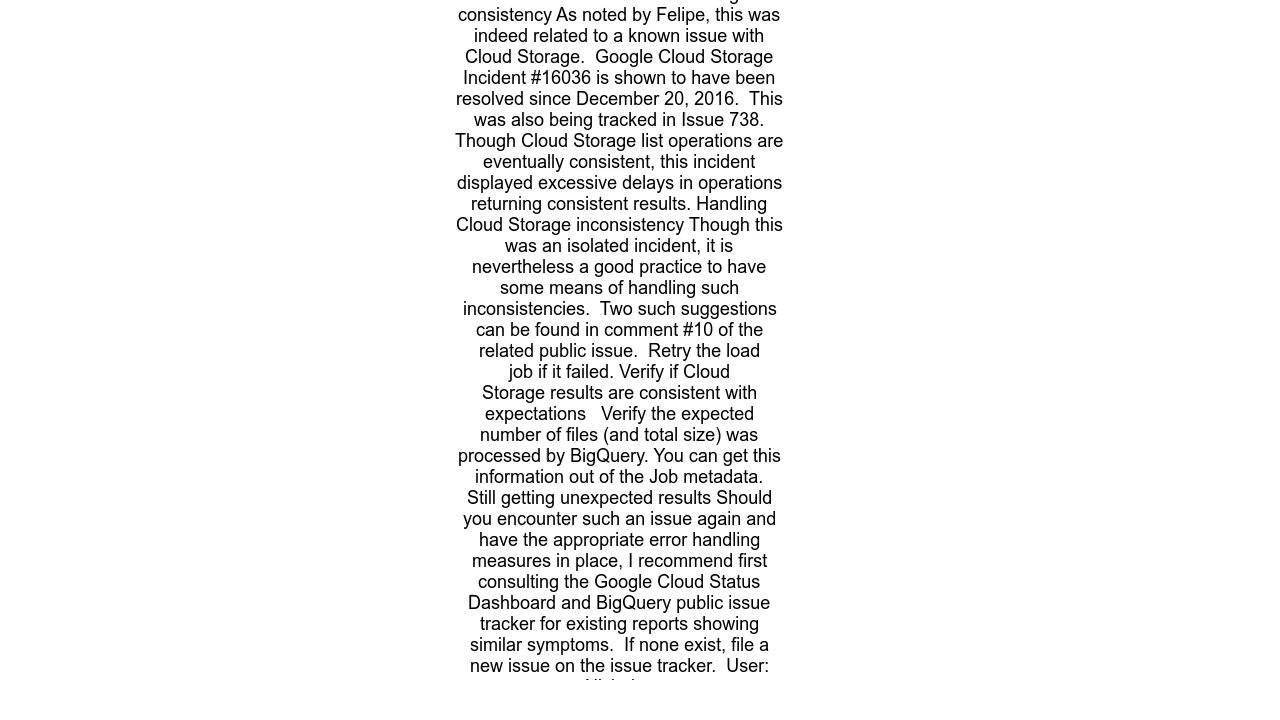 consistency As noted by Felipe, this was
indeed related to a known issue with
Cloud Storage.  Google Cloud Storage
Incident #16036 is shown to have been
resolved since December 20, 2016.  This
was also being tracked in Issue 738.
Though Cloud Storage list operations are
eventually consistent, this incident
displayed excessive delays in operations
returning consistent results. Handling
Cloud Storage inconsistency Though this
was an isolated incident, it is
nevertheless a good practice to have
some means of handling such
inconsistencies.  Two such suggestions
can be found in comment #10 of the
related public issue.  Retry the load
job if it failed. Verify if Cloud
Storage results are consistent with
expectations   Verify the expected
number of files (and total size) was
processed by BigQuery. You can get this
information out of the Job metadata.
Still getting unexpected results Should
you encounter such an issue again and
have the appropriate error handling
measures in place, I recommend first
consulting the Google Cloud Status
Dashboard and BigQuery public issue
tracker for existing reports showing
similar symptoms.  If none exist, file a
new issue on the issue tracker.  User: